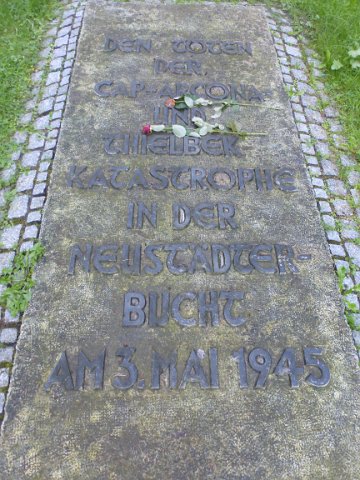 DEN TOTEN
DER
CAP-ARCONA-
UND
THIELBEK-
KATASTROPHE
IN DER
NEUSTÄDTER-
BUCHT
AM 3. MAI 1945